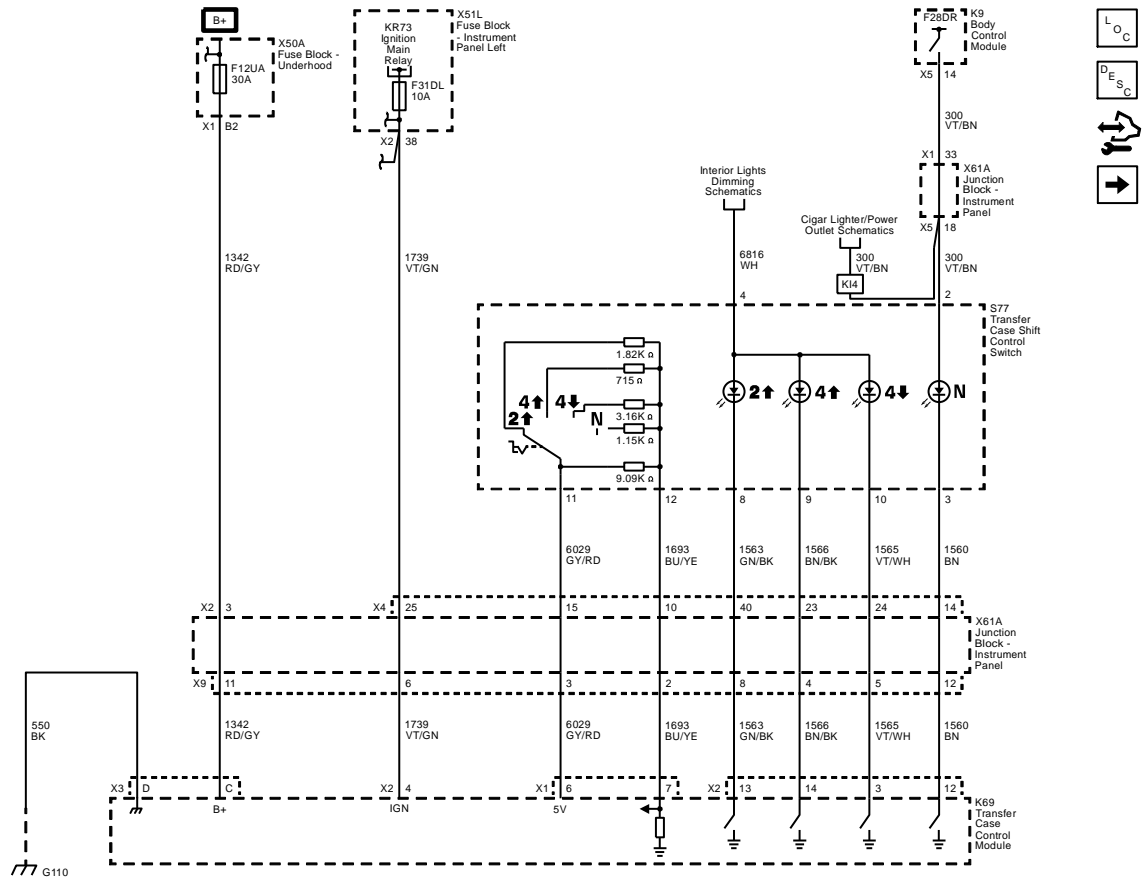 B+
X50A
Fuse Block -
Underhood
F12UA
30A
X1 B2
X51L
Fuse Block
- Instrument
Panel Left
KR73
Ignition
Main
Relay
F31DL
10A
X2 38
F28DR
K9
Body
Control
Module
X5 14
300
VT/BN
X1 33
X61A
Junction
Block -
Instrument
Panel
X5 18
L
O
C
D
E
S
C
Interior Lights
Dimming
Schematics
Cigar Lighter/Power
Outlet Schematics
1342
RD/GY
1739
VT/GN
6816
WH
300
VT/BN
300
VT/BN
KI4
4
2
S77
Transfer
Case Shift
Control
Switch
1.82K Ω
715 Ω
3.16K Ω
1.15K Ω
9.09K Ω
4
4
2
N
2
4
4
N
11
12
8
9
10
3
6029
GY/RD
1693
BU/YE
1563
GN/BK
1566
BN/BK
1565
VT/WH
1560
BN
X2 3
X4 25
15
10
40
23
24
14
X61A
Junction
Block -
Instrument
Panel
X9 11
6
3
2
8
4
5
12
550
BK
1342
RD/GY
1739
VT/GN
6029
GY/RD
1693
BU/YE
1563
GN/BK
1566
BN/BK
1565
VT/WH
1560
BN
X3 D
C
X2 4
X1 6
7
X2 13
14
3
12
B+
IGN
5V
K69
Transfer
Case
Control
Module
G110